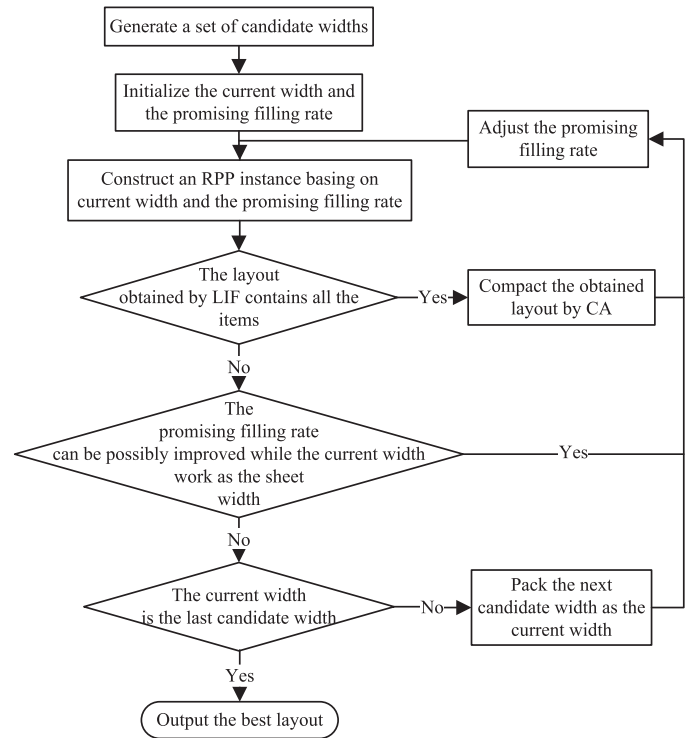 Generate a set of candidate widths
Initialize the current width and
the promising filling rate
Adjust the promising
filling rate
Construct an RPP instance basing on
current width and the promising filling rate
The layout
obtained by LIF contains all the
items
Yes
Compact the obtained
layout by CA
No
The
promising filling rate
can be possibly improved while the current width
work as the sheet
width
Yes
No
The current width
is the last candidate width
No
Pack the next
candidate width as the
current width
Yes
Output the best layout